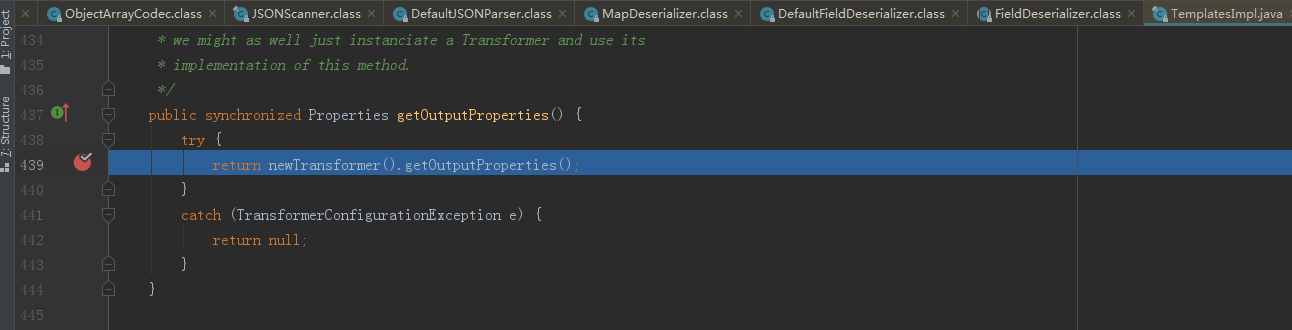 ObjectArrayCodec.class × JSONScanner.class × DefaultJSONParser.class × MapDeserializer.class × DefaultFieldDeserializer.class × FieldDeserializer.class × TemplatesImpl.java
1: Project
7: Structure
434 * we might as well just instanciate a Transformer and use its
435 * implementation of this method.
436 */
437 public synchronized Properties getOutputProperties() {
438 try {
439 return newTransformer().getOutputProperties();
440 }
441 catch (TransformerConfigurationException e) {
442 return null;
443 }
444 }
445